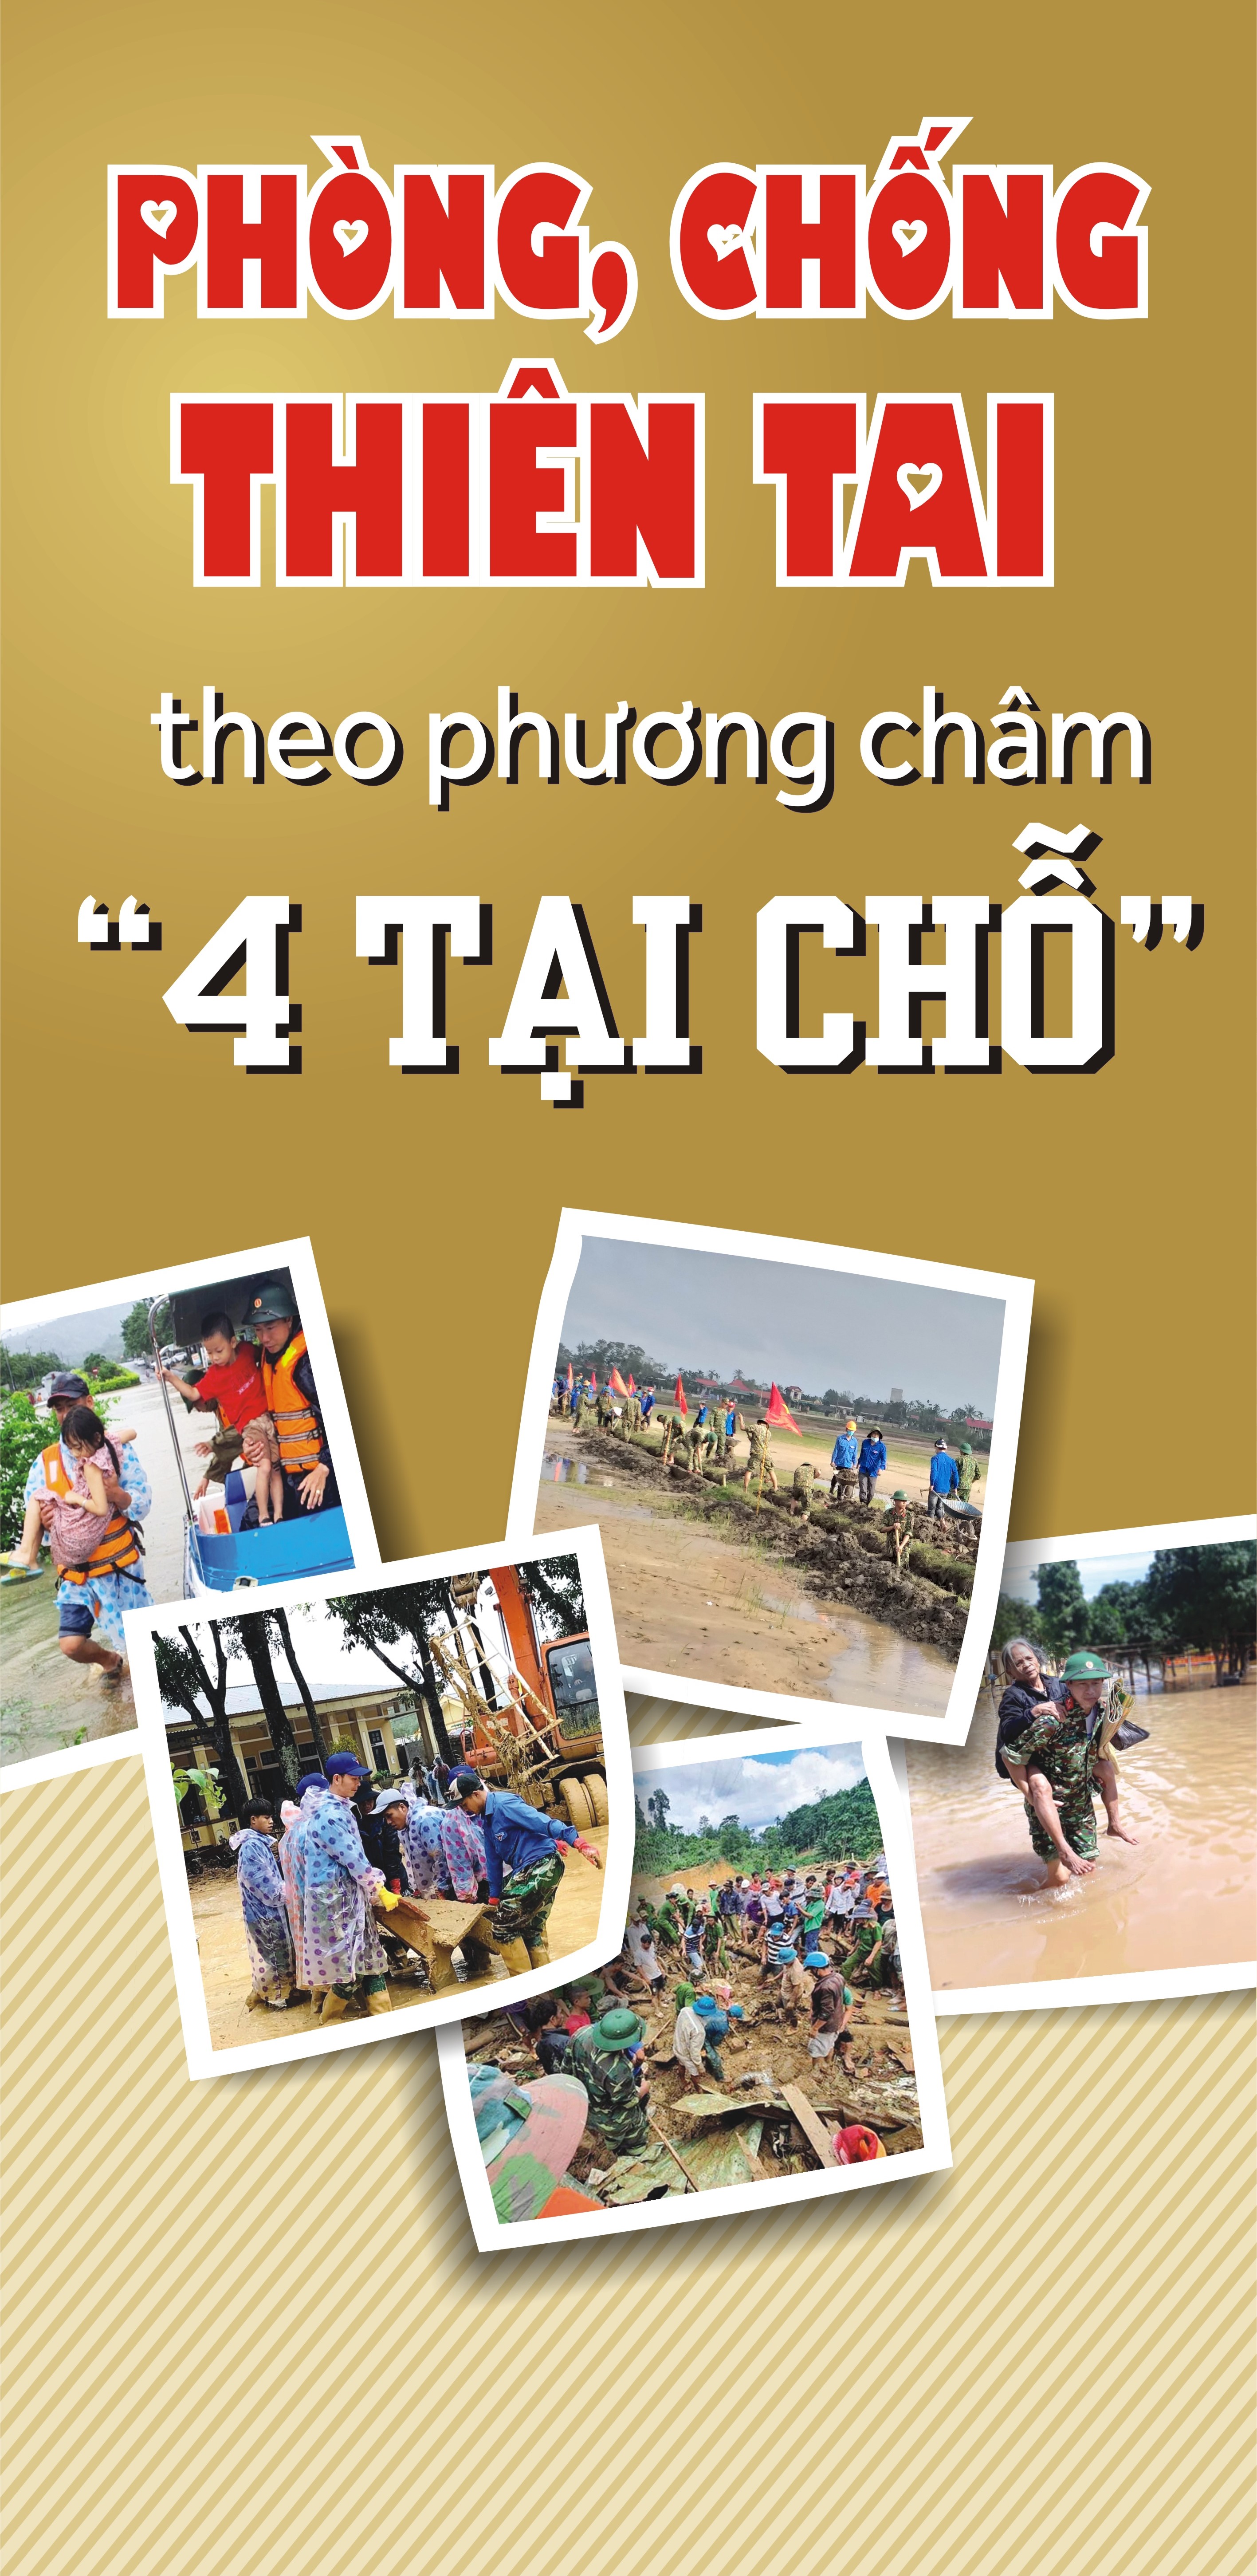 PHÒNG, CHỐNG
THIÊN TAI
theo phương châm
“4 TẠI CHỖ”